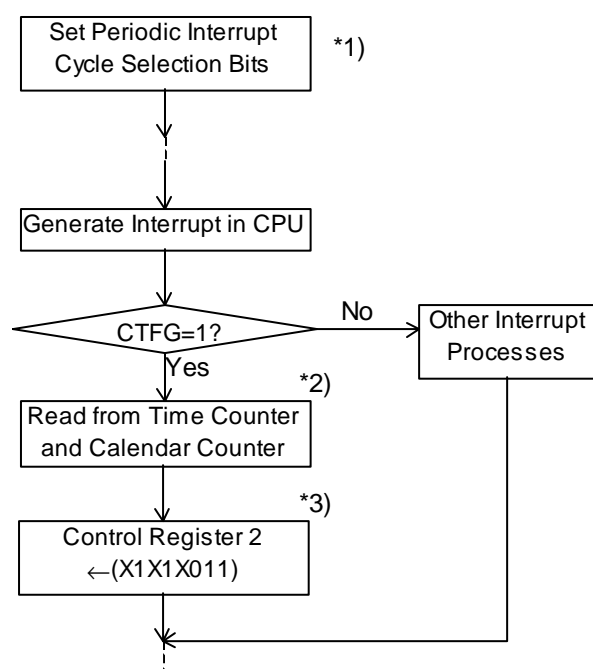 Set Periodic Interrupt
Cycle Selection Bits
*1)
Generate Interrupt in CPU
CTFG=1?
No
Other Interrupt
Processes
Yes
*2)
Read from Time Counter
and Calendar Counter
*3)
Control Register 2
←(X1X1X011)